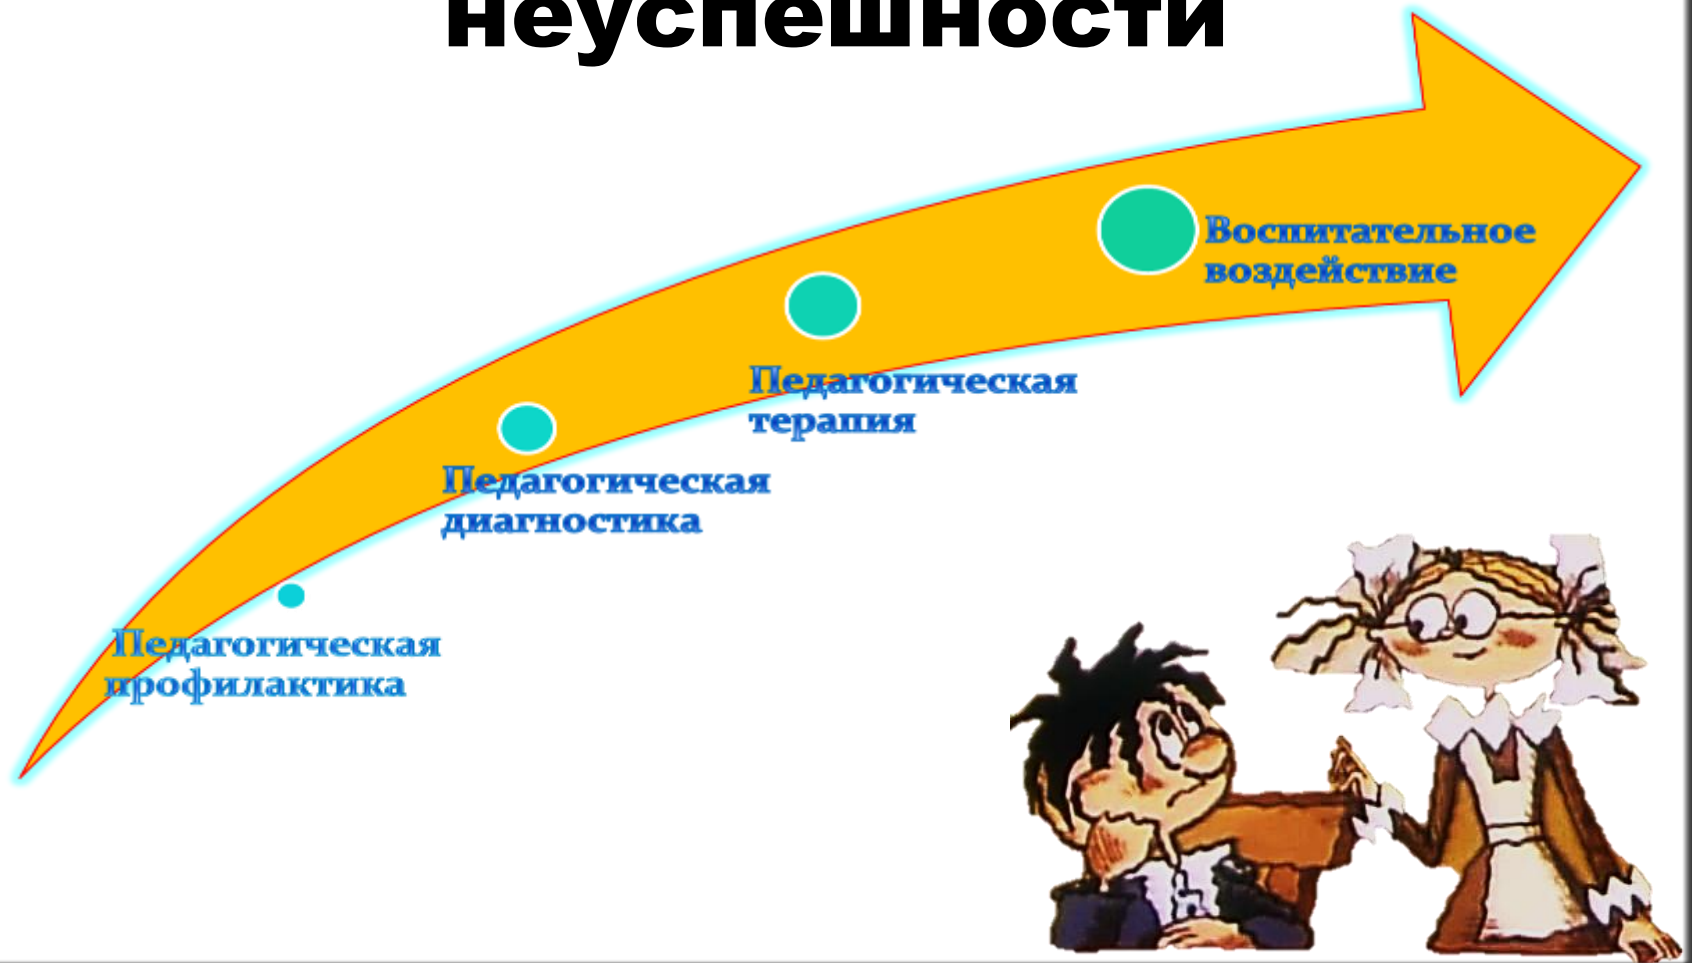 неуспешности
Воспитательное
воздействие
Педагогическая
терапия
Педагогическая
диагностика
Педагогическая
профилактика